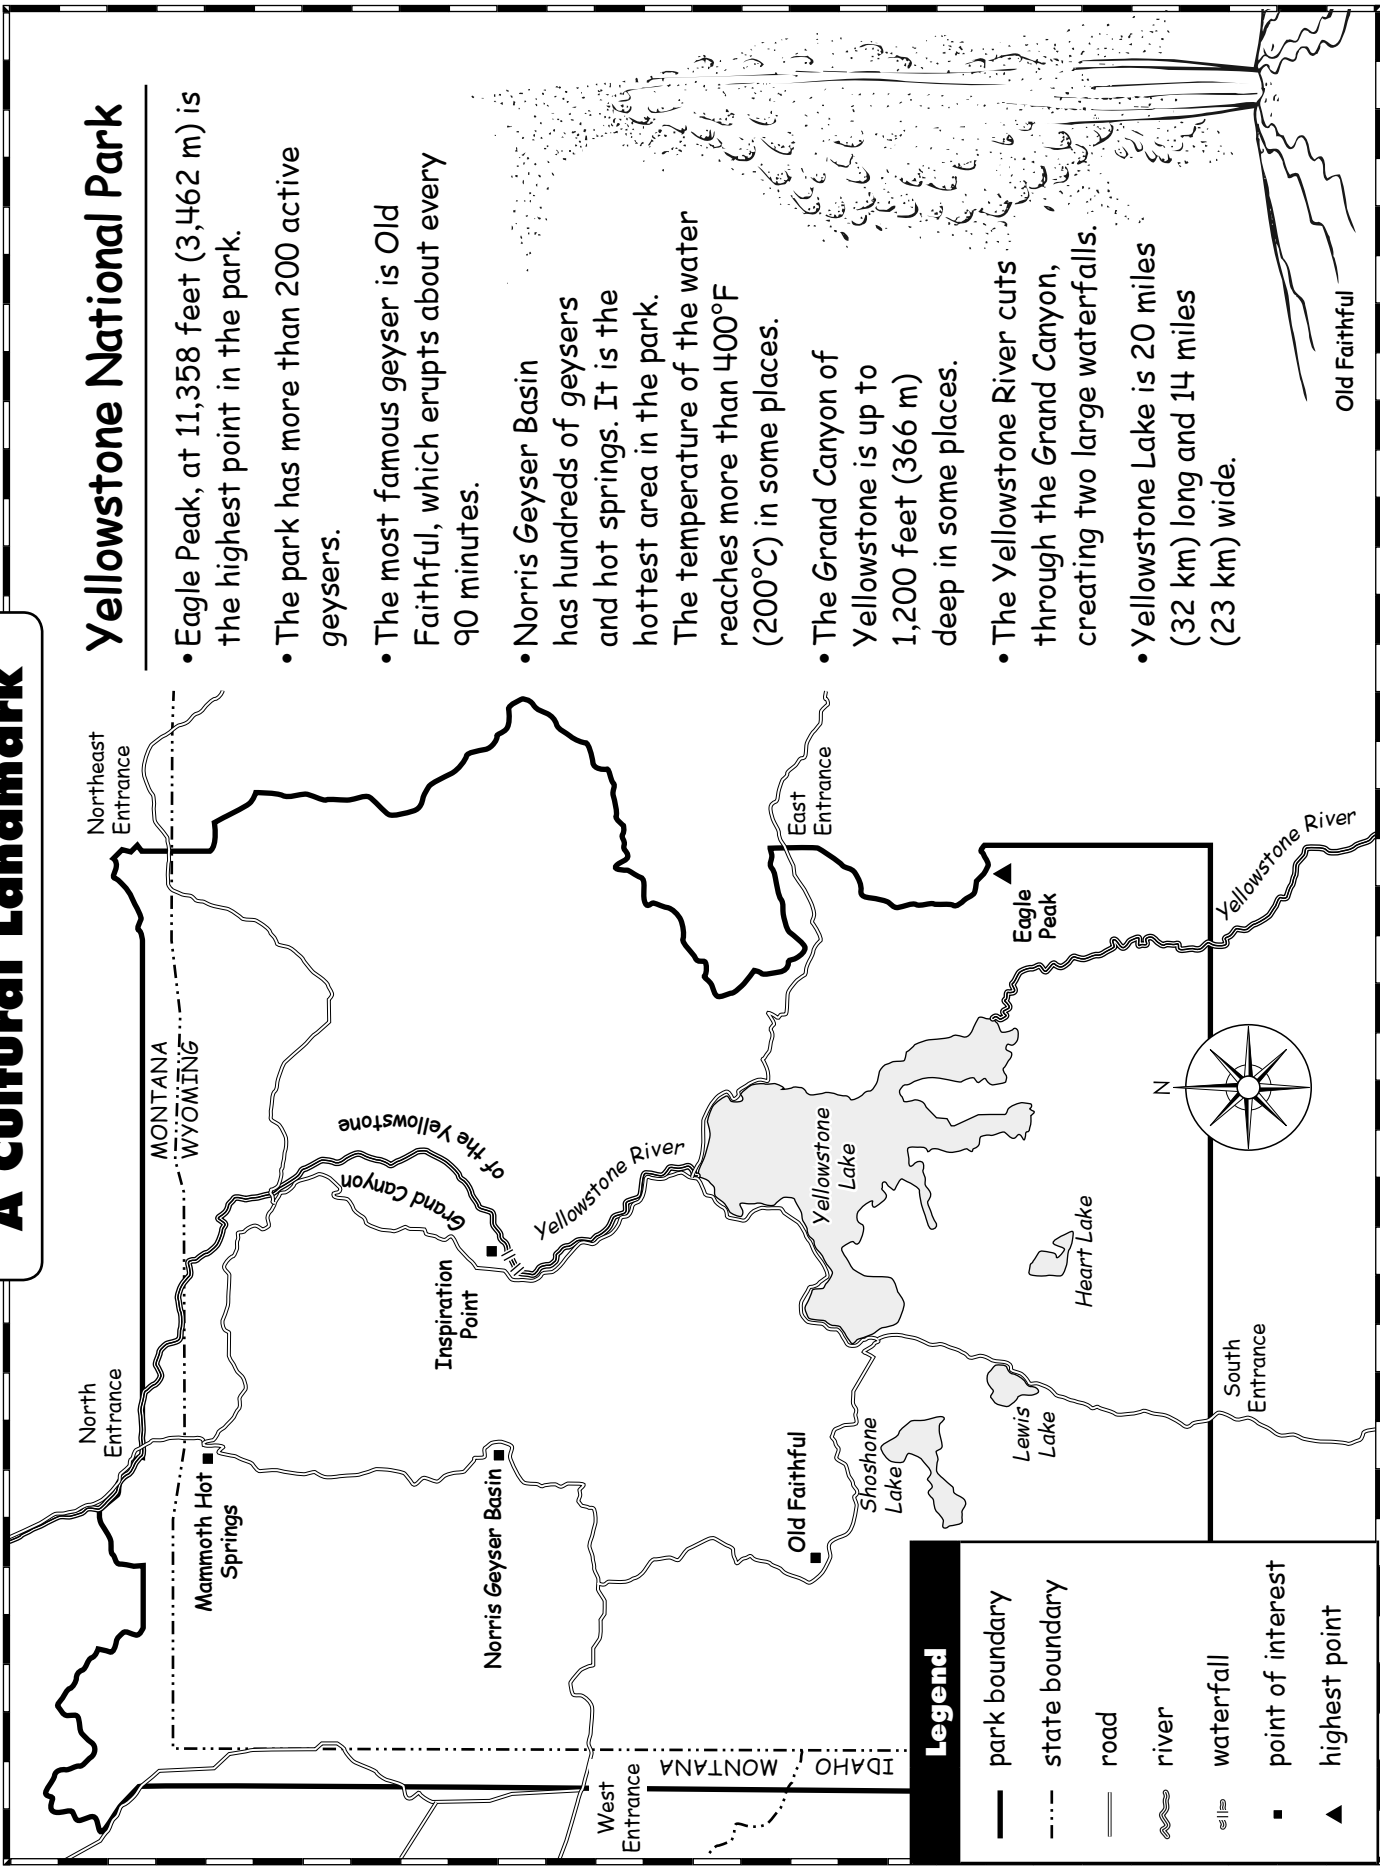 A Cultural Landmark
Yellowstone National Park
• Eagle Peak, at 11,358 feet (3,462 m) is
the highest point in the park.
• The park has more than 200 active
geysers.
• The most famous geyser is Old
Faithful, which erupts about every
90 minutes.
• Norris Geyser Basin
has hundreds of geysers
and hot springs. It is the
hottest area in the park.
The temperature of the water
reaches more than 400°F
(200°C) in some places.
• The Grand Canyon of
Yellowstone is up to
1,200 feet (366 m)
deep in some places.
• The Yellowstone River cuts
through the Grand Canyon,
creating two large waterfalls.
• Yellowstone Lake is 20 miles
(32 km) long and 14 miles
(23 km) wide.
Old Faithful
North
Entrance
Northeast
Entrance
MONTANA
WYOMING
Mammoth Hot
Springs
Grand Canyon
of the Yellowstone
Inspiration
Point
Norris Geyser Basin
Yellowstone River
West
Entrance
MONTANA
IDAHO
East
Entrance
Old Faithful
Yellowstone
Lake
Shoshone
Lake
Lewis
Lake
Heart Lake
Eagle
Peak
Yellowstone River
South
Entrance
N
Legend
park boundary
state boundary
road
river
waterfall
point of interest
highest point